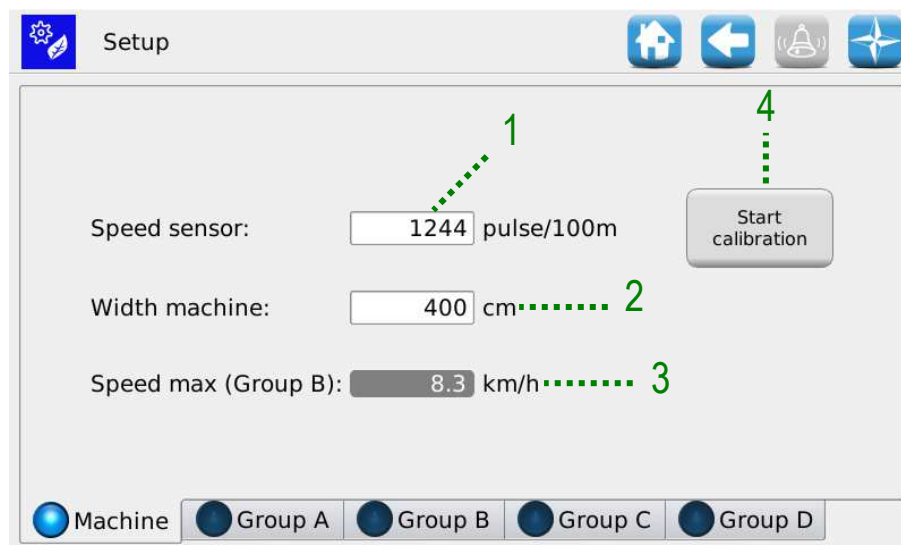 Setup
4
1
Speed sensor: 1244 pulse/100m
Start
calibration
Width machine: 400 cm 2
Speed max (Group B): 8.3 km/h 3
Machine Group A Group B Group C Group D